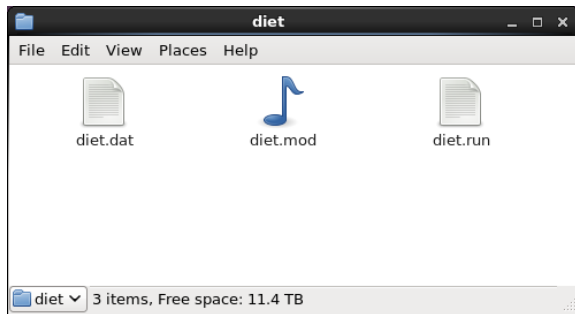 diet
File Edit View Places Help
diet.dat diet.mod diet.run
diet 3 items, Free space: 11.4 TB